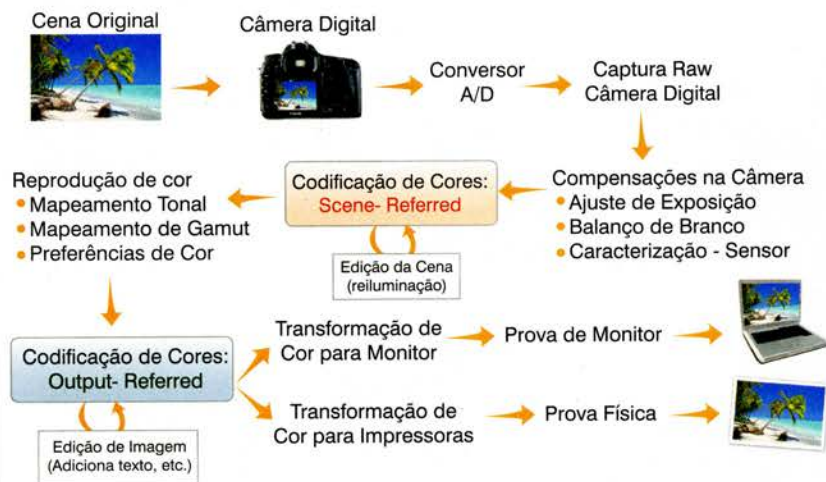 Cena Original
Câmera Digital
Conversor
A/D
Captura Raw
Câmera Digital
Compensações na Câmera
Ajuste de Exposição
Balanço de Branco
Caracterização - Sensor
Codificação de Cores:
Scene- Referred
Edição da Cena
(reiluminação)
Reprodução de cor
Mapeamento Tonal
Mapeamento de Gamut
Preferências de Cor
Codificação de Cores:
Output- Referred
Edição de Imagem
(Adiciona texto, etc.)
Transformação de
Cor para Monitor
Prova de Monitor
Transformação de
Cor para Impressoras
Prova Física